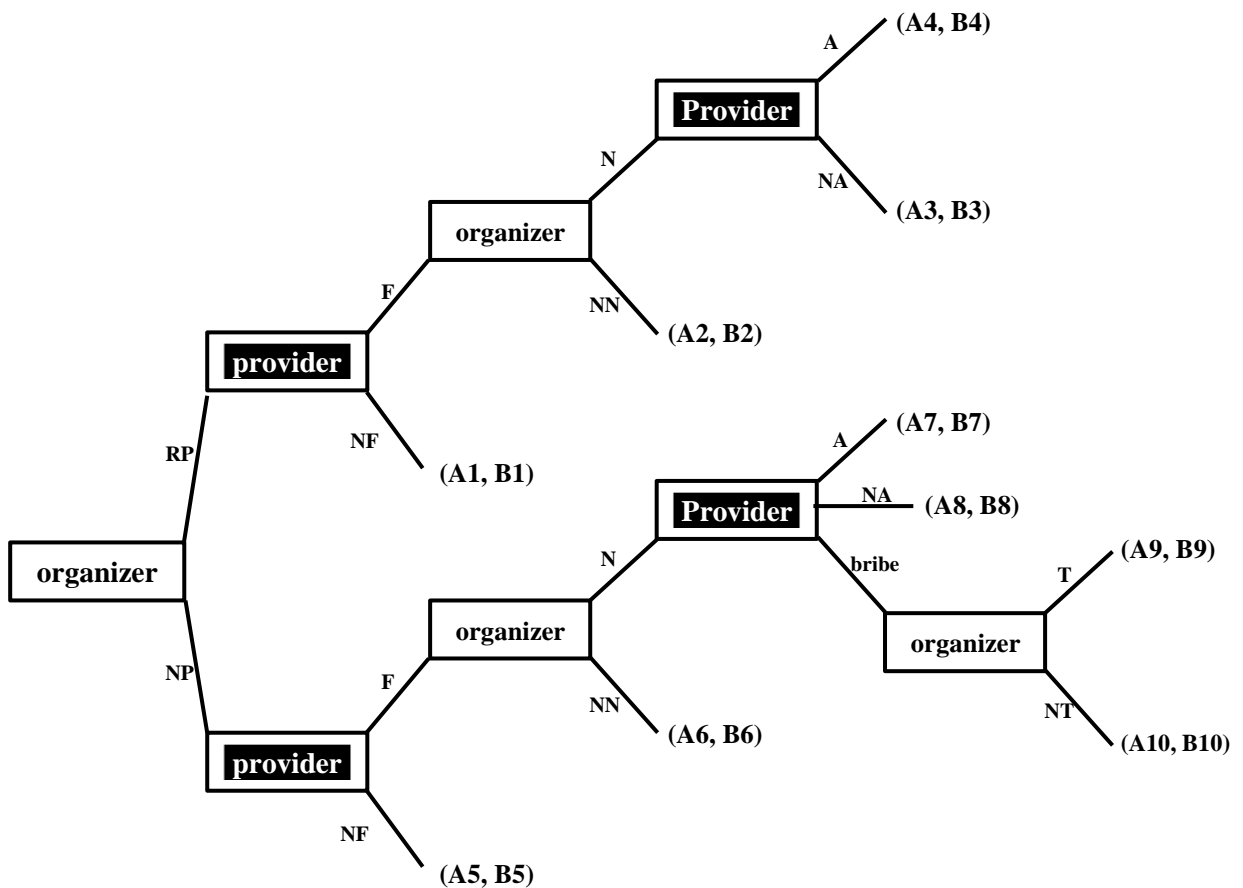 A
(A4, B4)
Provider
N
NA
(A3, B3)
organizer
F
NN
(A2, B2)
provider
RP
NF
(A1, B1)
A
(A7, B7)
NA
(A8, B8)
Provider
N
bribe
T
(A9, B9)
organizer
organizer
organizer
NP
F
NN
(A6, B6)
NT
(A10, B10)
provider
NF
(A5, B5)